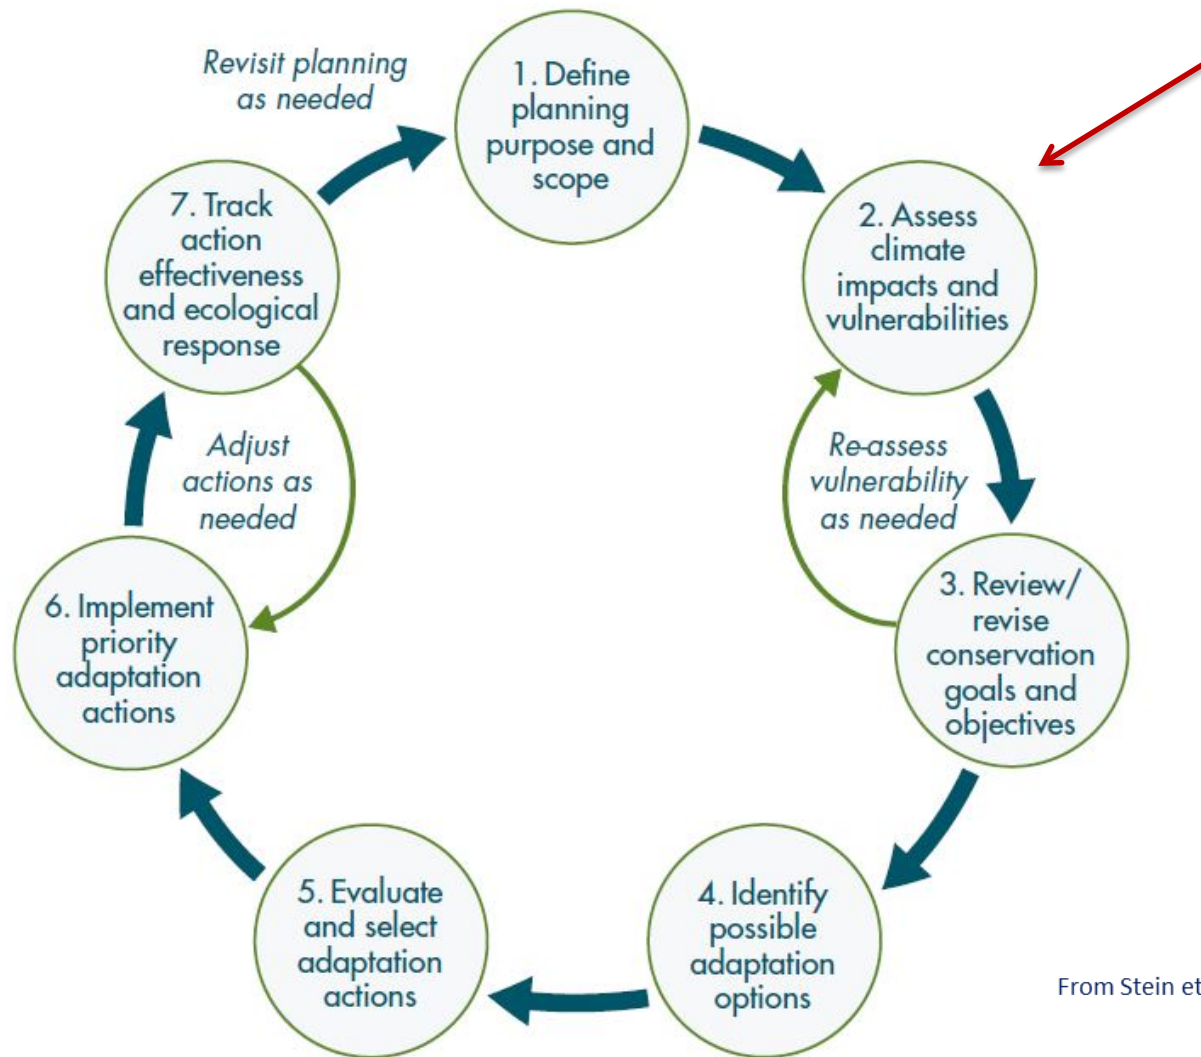 Revisit planning
as needed
1. Define
planning
purpose and
scope
2. Assess
climate
impacts and
vulnerabilities
Re-assess
vulnerability
as needed
3. Review/
revise
conservation
goals and
objectives
4. Identify
possible
adaptation
options
5. Evaluate
and select
adaptation
actions
6. Implement
priority
adaptation
actions
7. Track
action
effectiveness
and ecological
response
Adjust
actions as
needed
From Stein et